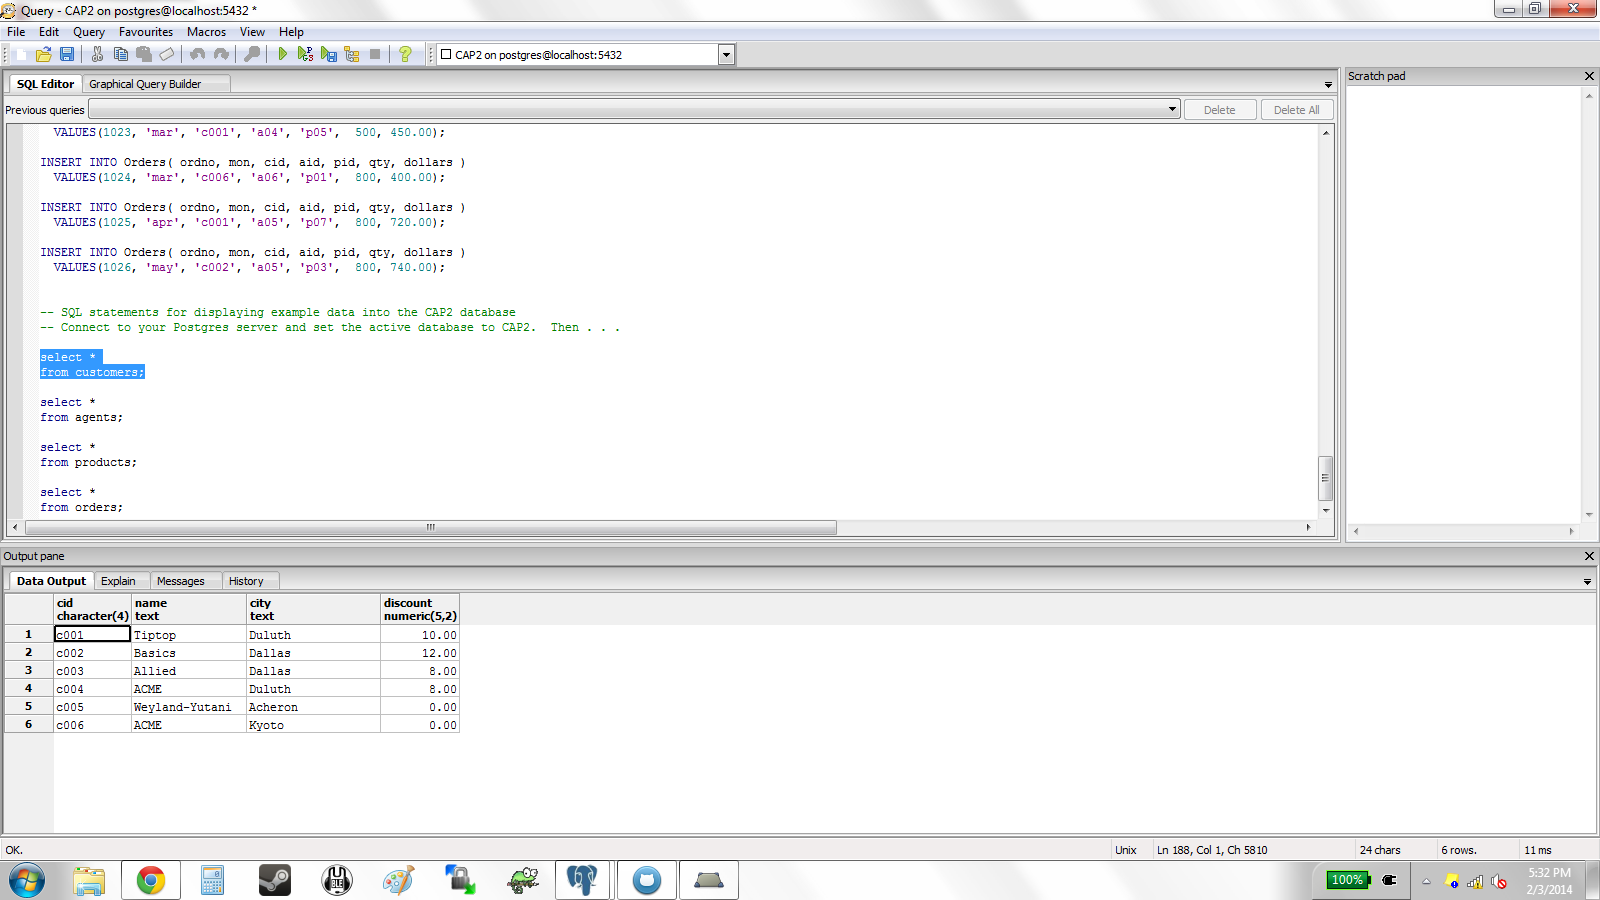 Query - CAP2 on postgres@localhost:5432 *
File Edit Query Favourites Macros View Help
CAP2 on postgres@localhost:5432
SQL Editor Graphical Query Builder
Previous queries Delete Delete All
VALUES(1023, 'mar', 'c001', 'a04', 'p05', 500, 450.00);
INSERT INTO Orders( ordno, mon, cid, aid, pid, qty, dollars )
VALUES(1024, 'mar', 'c006', 'a06', 'p01', 800, 400.00);
INSERT INTO Orders( ordno, mon, cid, aid, pid, qty, dollars )
VALUES(1025, 'apr', 'c001', 'a05', 'p07', 800, 720.00);
INSERT INTO Orders( ordno, mon, cid, aid, pid, qty, dollars )
VALUES(1026, 'may', 'c002', 'a05', 'p03', 800, 740.00);
-- SQL statements for displaying example data into the CAP2 database
-- Connect to your Postgres server and set the active database to CAP2. Then . . .
select *
from customers;
select *
from agents;
select *
from products;
select *
from orders;
Scratch pad
Output pane
Data Output Explain Messages History
cid name city discount
character(4) text text numeric(5,2)
1 c001 Tiptop Duluth 10.00
2 c002 Basics Dallas 12.00
3 c003 Allied Dallas 8.00
4 c004 ACME Duluth 8.00
5 c005 Weyland-Yutani Acheron 0.00
6 c006 ACME Kyoto 0.00
OK. Unix Ln 188, Col 1, Ch 5810 24 chars 6 rows. 11 ms
100%
5:32 PM
2/3/2014